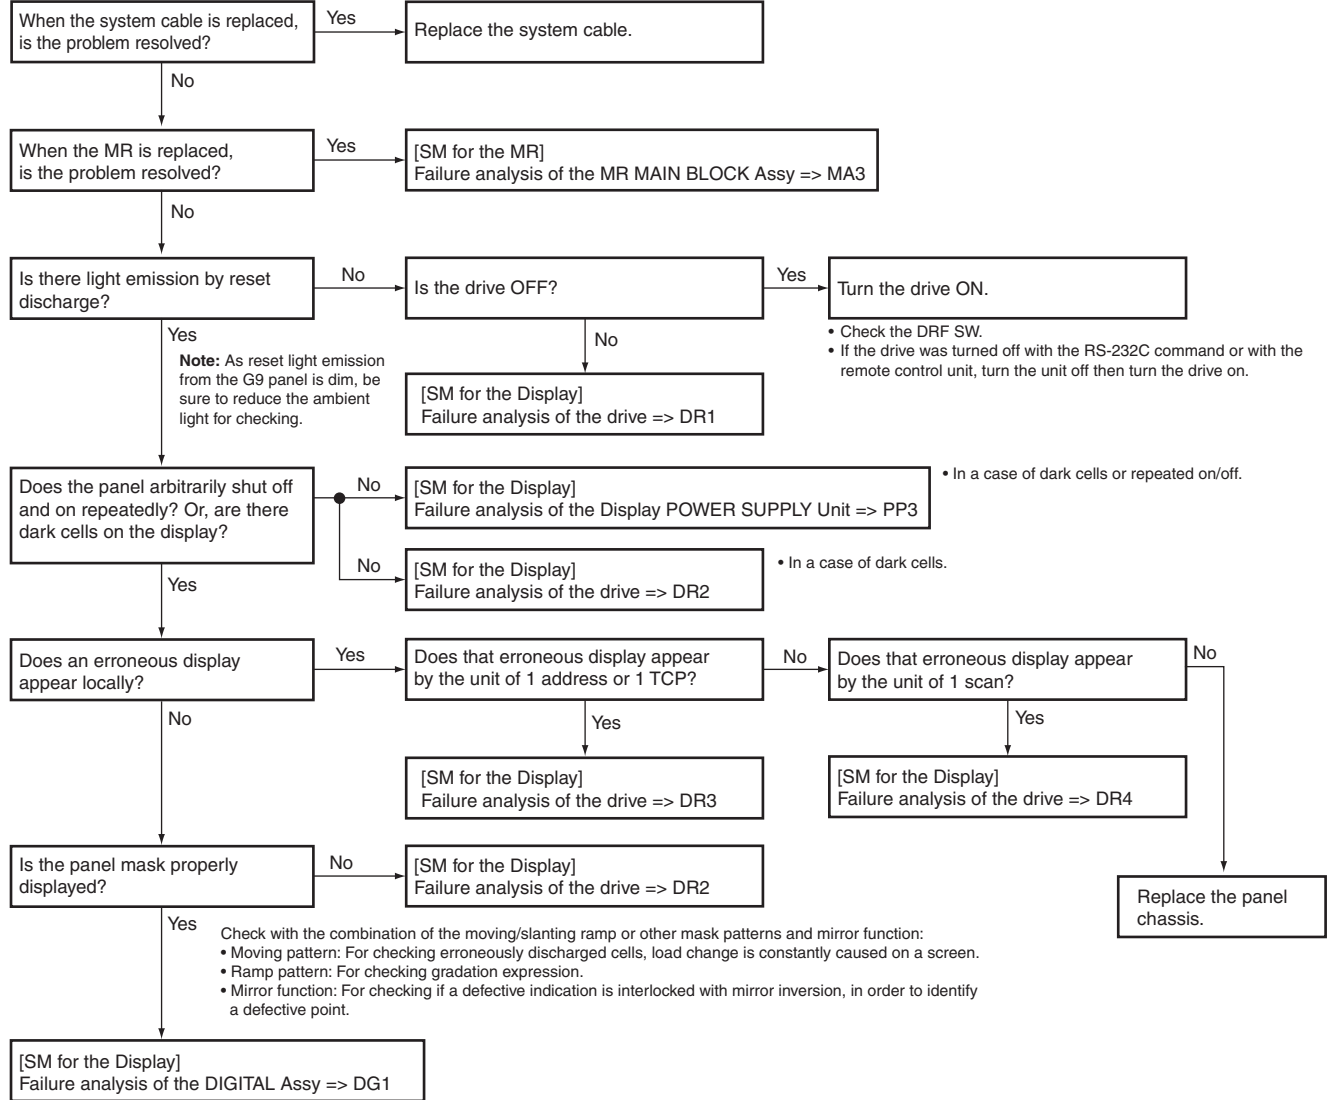 When the system cable is replaced,
is the problem resolved?
Yes
Replace the system cable.
No
When the MR is replaced,
is the problem resolved?
Yes
[SM for the MR]
Failure analysis of the MR MAIN BLOCK Assy => MA3
No
Is there light emission by reset
discharge?
No
Is the drive OFF?
Yes
Turn the drive ON.
• Check the DRF SW.
• If the drive was turned off with the RS-232C command or with the
remote control unit, turn the unit off then turn the drive on.
No
[SM for the Display]
Failure analysis of the drive => DR1
Yes
Note: As reset light emission
from the G9 panel is dim, be
sure to reduce the ambient
light for checking.
Does the panel arbitrarily shut off
and on repeatedly? Or, are there
dark cells on the display?
No
[SM for the Display]
Failure analysis of the Display POWER SUPPLY Unit => PP3
• In a case of dark cells or repeated on/off.
No
[SM for the Display]
Failure analysis of the drive => DR2
• In a case of dark cells.
Yes
Does an erroneous display
appear locally?
Yes
Does that erroneous display appear
by the unit of 1 address or 1 TCP?
No
Does that erroneous display appear
by the unit of 1 scan?
No
Yes
[SM for the Display]
Failure analysis of the drive => DR3
Yes
[SM for the Display]
Failure analysis of the drive => DR4
Replace the panel
chassis.
No
Is the panel mask properly
displayed?
No
[SM for the Display]
Failure analysis of the drive => DR2
Yes
Check with the combination of the moving/slanting ramp or other mask patterns and mirror function:
• Moving pattern: For checking erroneously discharged cells, load change is constantly caused on a screen.
• Ramp pattern: For checking gradation expression.
• Mirror function: For checking if a defective indication is interlocked with mirror inversion, in order to identify
a defective point.
[SM for the Display]
Failure analysis of the DIGITAL Assy => DG1